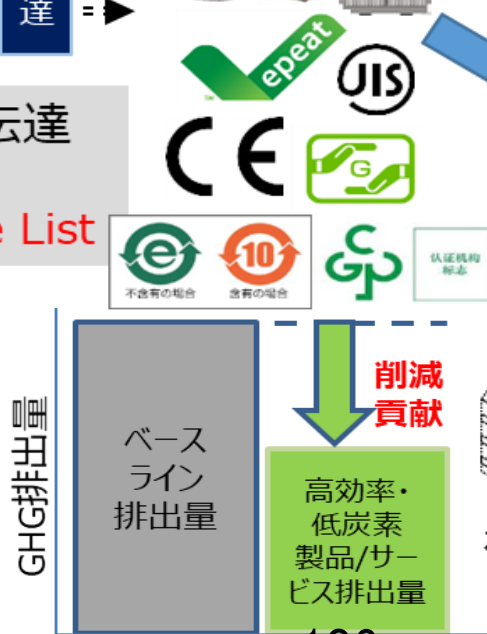 達
epeat
JIS
伝達
CE
G
e List
e
10
不含有の場合
含有の場合
CGP
认证机构
标志
削減
貢献
GHG排出量
ベース
ライン
排出量
高効率・
低炭素
製品/サー
ビス排出量